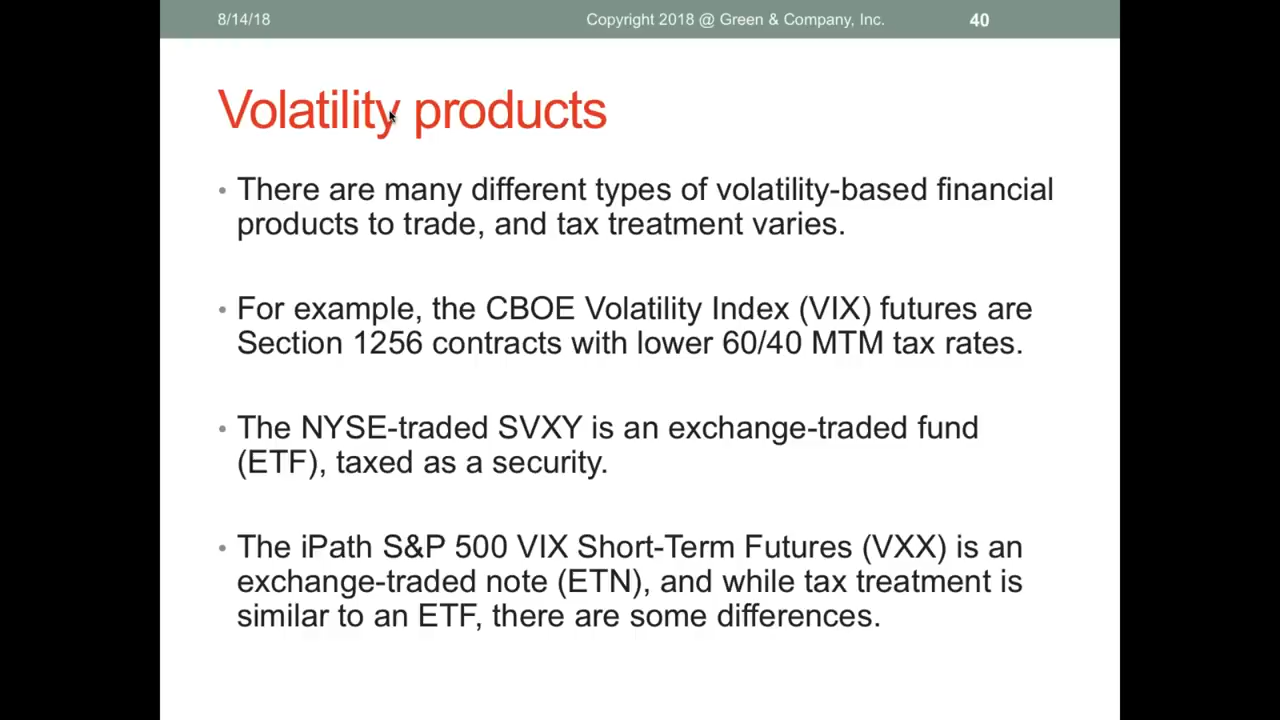 8/14/18 Copyright 2018 @ Green & Company, Inc. 40
Volatility products
• There are many different types of volatility-based financial
products to trade, and tax treatment varies.
• For example, the CBOE Volatility Index (VIX) futures are
Section 1256 contracts with lower 60/40 MTM tax rates.
• The NYSE-traded SVXY is an exchange-traded fund
(ETF), taxed as a security.
• The iPath S&P 500 VIX Short-Term Futures (VXX) is an
exchange-traded note (ETN), and while tax treatment is
similar to an ETF, there are some differences.